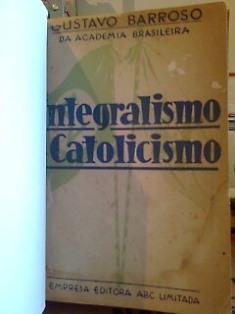 GUSTAVO BARROSO
DA ACADEMIA BRASILEIRA
ntegralismo
Catolicismo
EMPRESA EDITORA ABC LIMITADA